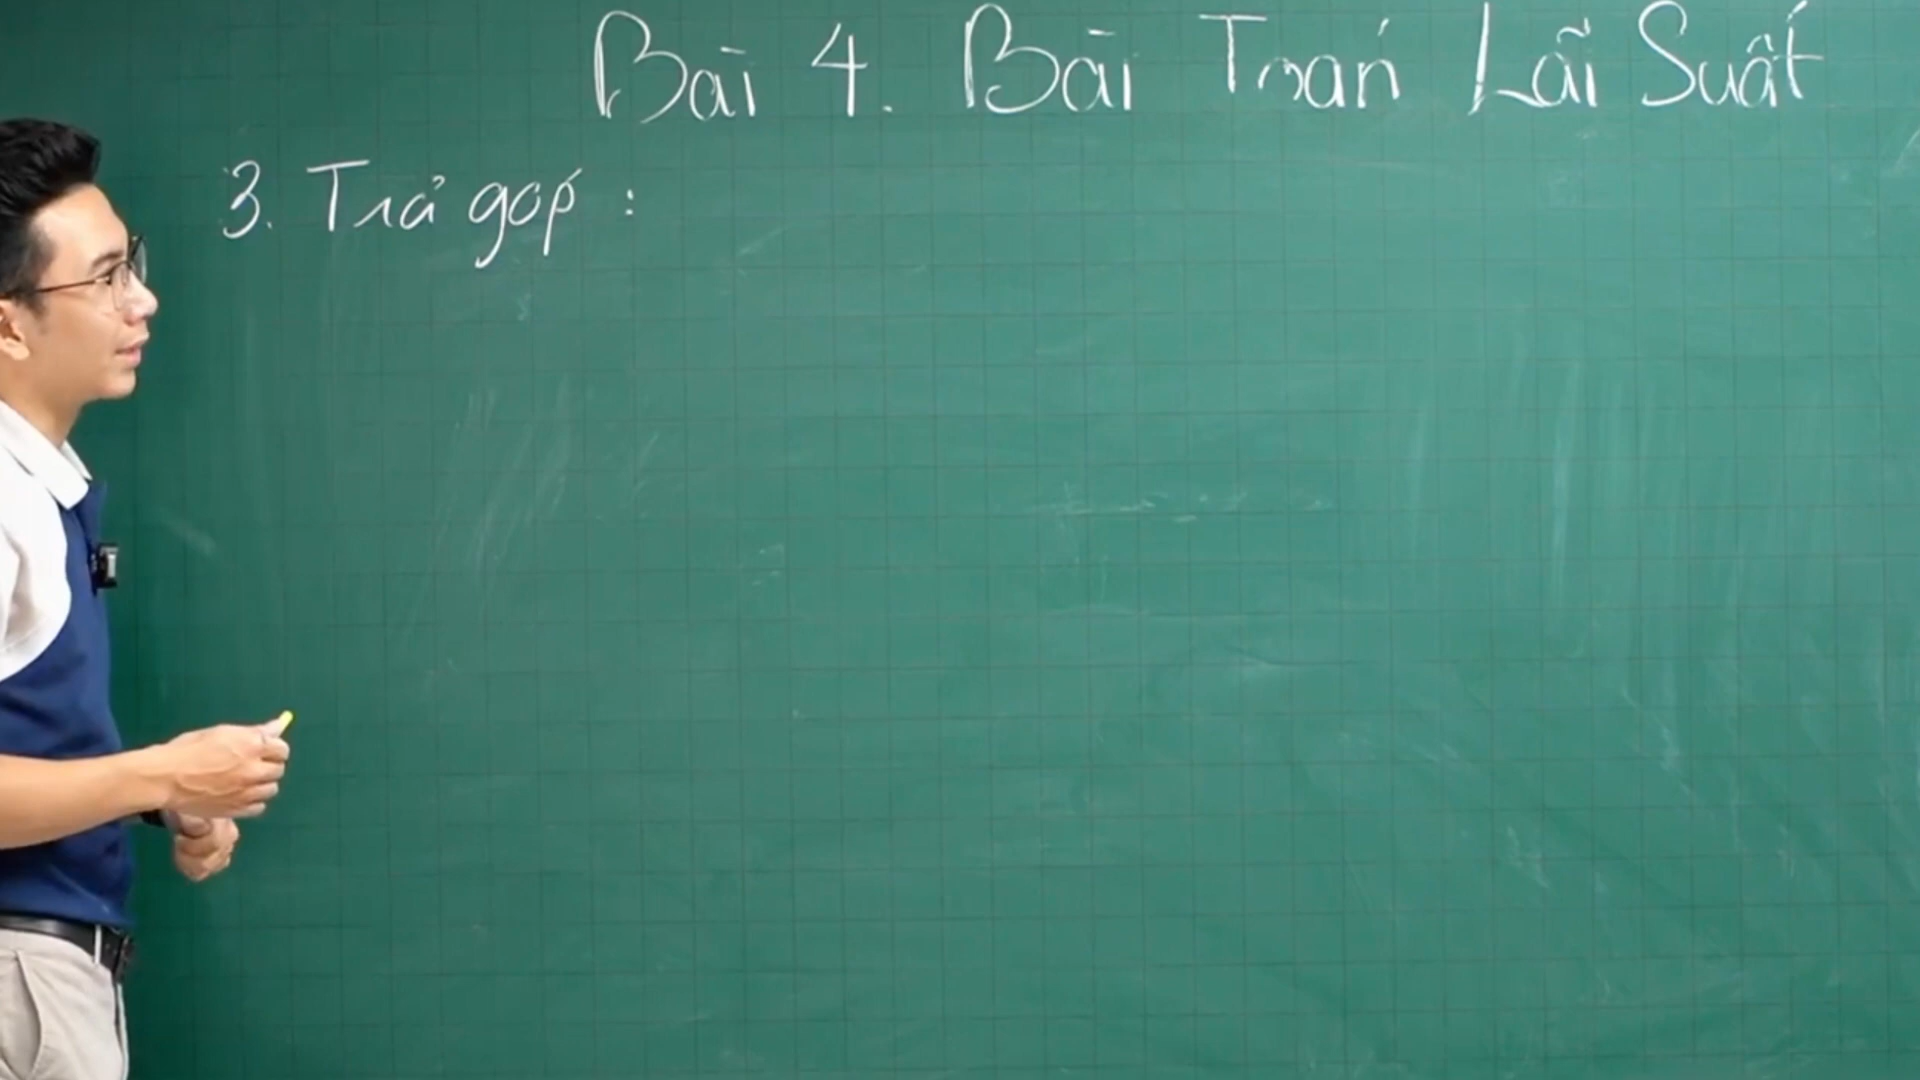 Bài 4. Bài Toán Lãi Suất
3. Trả góp :